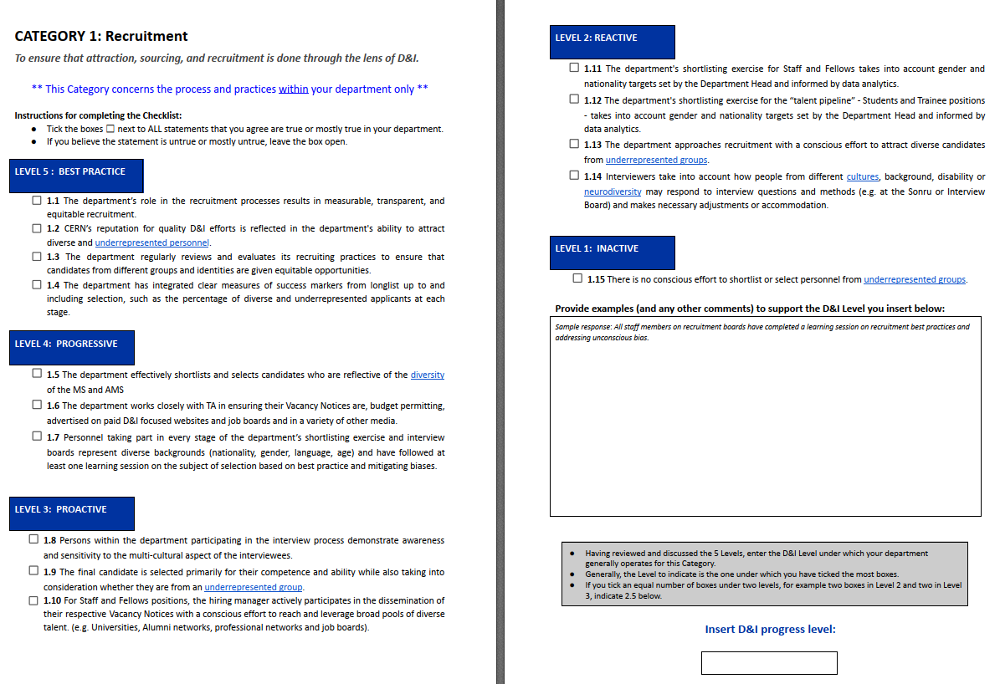 CATEGORY 1: Recruitment
To ensure that attraction, sourcing, and recruitment is done through the lens of D&I.
** This Category concerns the process and practices within your department only **
Instructions for completing the Checklist:
● Tick the boxes ☐ next to ALL statements that you agree are true or mostly true in your department.
● If you believe the statement is untrue or mostly untrue, leave the box open.
LEVEL 5 : BEST PRACTICE
☐ 1.1 The department's role in the recruitment processes results in measurable, transparent, and
equitable recruitment.
☐ 1.2 CERN's reputation for quality D&I efforts is reflected in the department's ability to attract
diverse and underrepresented personnel.
☐ 1.3 The department regularly reviews and evaluates its recruiting practices to ensure that
candidates from different groups and identities are given equitable opportunities.
☐ 1.4 The department has integrated clear measures of success markers from longlist up to and
including selection, such as the percentage of diverse and underrepresented applicants at each
stage.
LEVEL 4: PROGRESSIVE
☐ 1.5 The department effectively shortlists and selects candidates who are reflective of the diversity
of the MS and AMS
☐ 1.6 The department works closely with TA in ensuring their Vacancy Notices are, budget permitting,
advertised on paid D&I focused websites and job boards and in a variety of other media.
☐ 1.7 Personnel taking part in every stage of the department's shortlisting exercise and interview
boards represent diverse backgrounds (nationality, gender, language, age) and have followed at
least one learning session on the subject of selection based on best practice and mitigating biases.
LEVEL 3: PROACTIVE
☐ 1.8 Persons within the department participating in the interview process demonstrate awareness
and sensitivity to the multi-cultural aspect of the interviewees.
☐ 1.9 The final candidate is selected primarily for their competence and ability while also taking into
consideration whether they are from an underrepresented group.
☐ 1.10 For Staff and Fellows positions, the hiring manager actively participates in the dissemination of
their respective Vacancy Notices with a conscious effort to reach and leverage broad pools of diverse
talent. (e.g. Universities, Alumni networks, professional networks and job boards).
LEVEL 2: REACTIVE
☐ 1.11 The department's shortlisting exercise for Staff and Fellows takes into account gender and
nationality targets set by the Department Head and informed by data analytics.
☐ 1.12 The department's shortlisting exercise for the "talent pipeline" - Students and Trainee positions
- takes into account gender and nationality targets set by the Department Head and informed by
data analytics.
☐ 1.13 The department approaches recruitment with a conscious effort to attract diverse candidates
from underrepresented groups.
☐ 1.14 Interviewers take into account how people from different cultures, background, disability or
neurodiversity may respond to interview questions and methods (e.g. at the Sonru or Interview
Board) and makes necessary adjustments or accommodation.
LEVEL 1: INACTIVE
☐ 1.15 There is no conscious effort to shortlist or select personnel from underrepresented groups.
Provide examples (and any other comments) to support the D&I Level you insert below:
Sample response: All staff members on recruitment boards have completed a learning session on recruitment best practices and
addressing unconscious bias.
● Having reviewed and discussed the 5 Levels, enter the D&I Level under which your department
generally operates for this Category.
● Generally, the Level to indicate is the one under which you have ticked the most boxes.
● If you tick an equal number of boxes under two levels, for example two boxes in Level 2 and two in Level
3, indicate 2.5 below.
Insert D&I progress level: